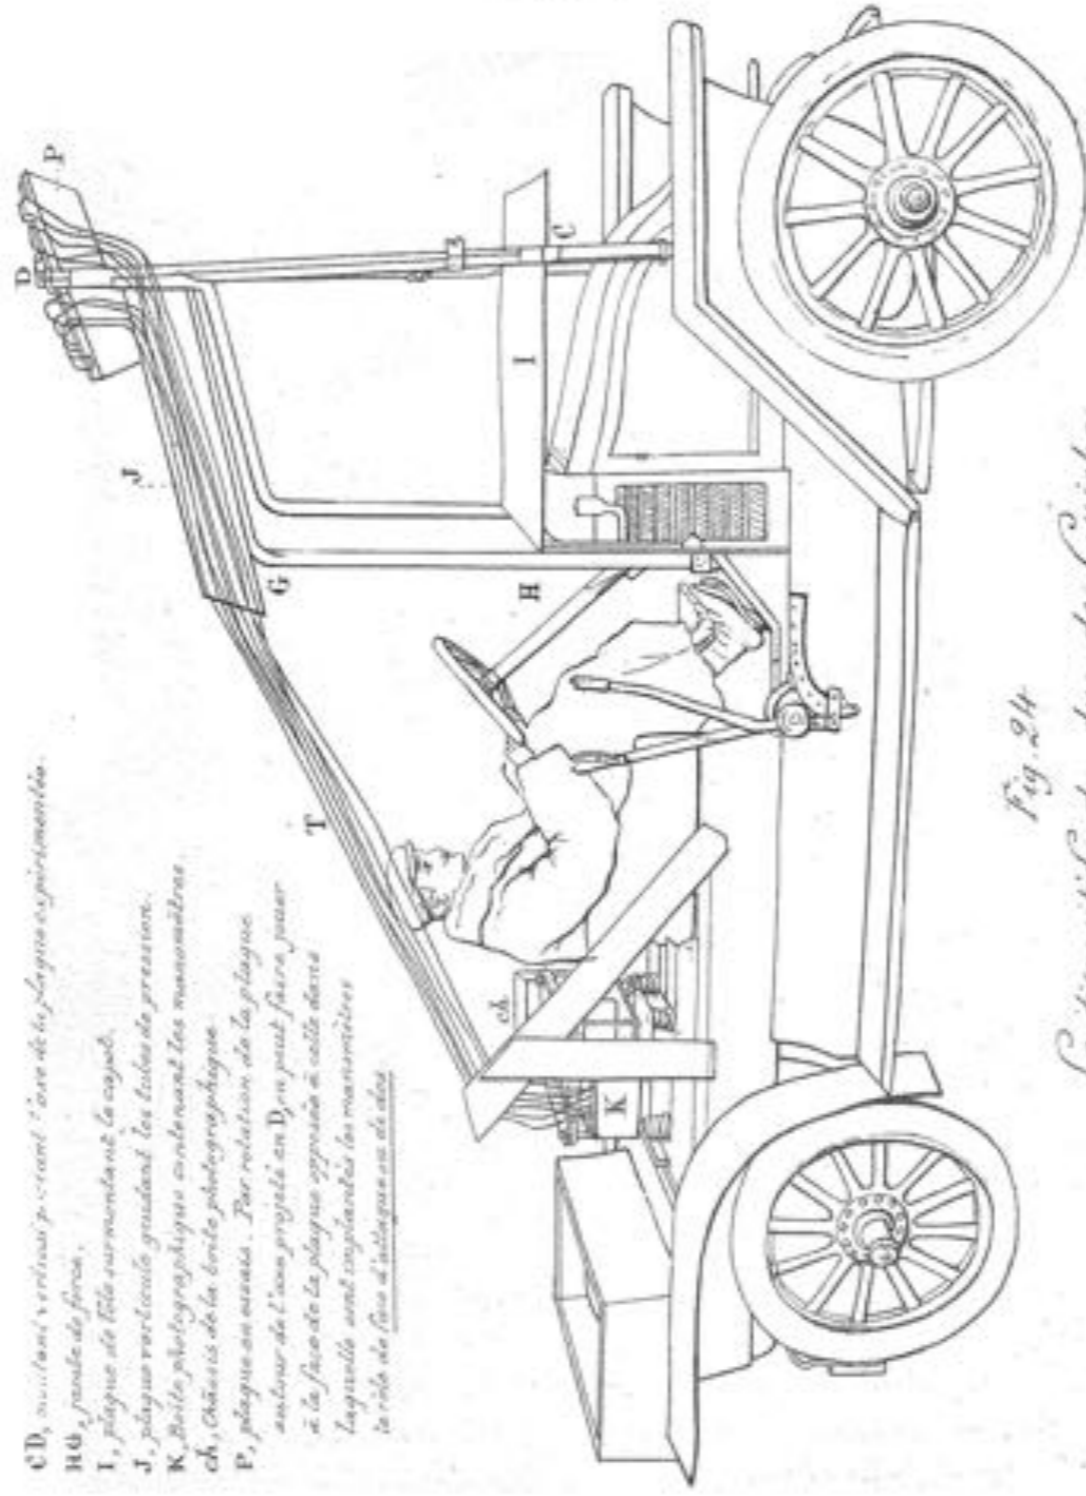 CD, montant vertical portant l'axe de la plaque expérimentée.
HG, jambe de force.
I, plaque de tôle surmontant le capot.
J, plaque verticale guidant les tubes de pression.
K, Boîte photographique contenant les manomètres.
ch, Châssis de la boîte photographique.
P, plaque en essais. Par rotation de la plaque
autour de l'axe projeté en D, on peut faire jouer
à la face de la plaque opposée à celle dans
laquelle sont implantés les manomètres
le rôle de face d'attaque ou de dos
D
P
J
C
I
G
H
T
ch
K
Fig. 24